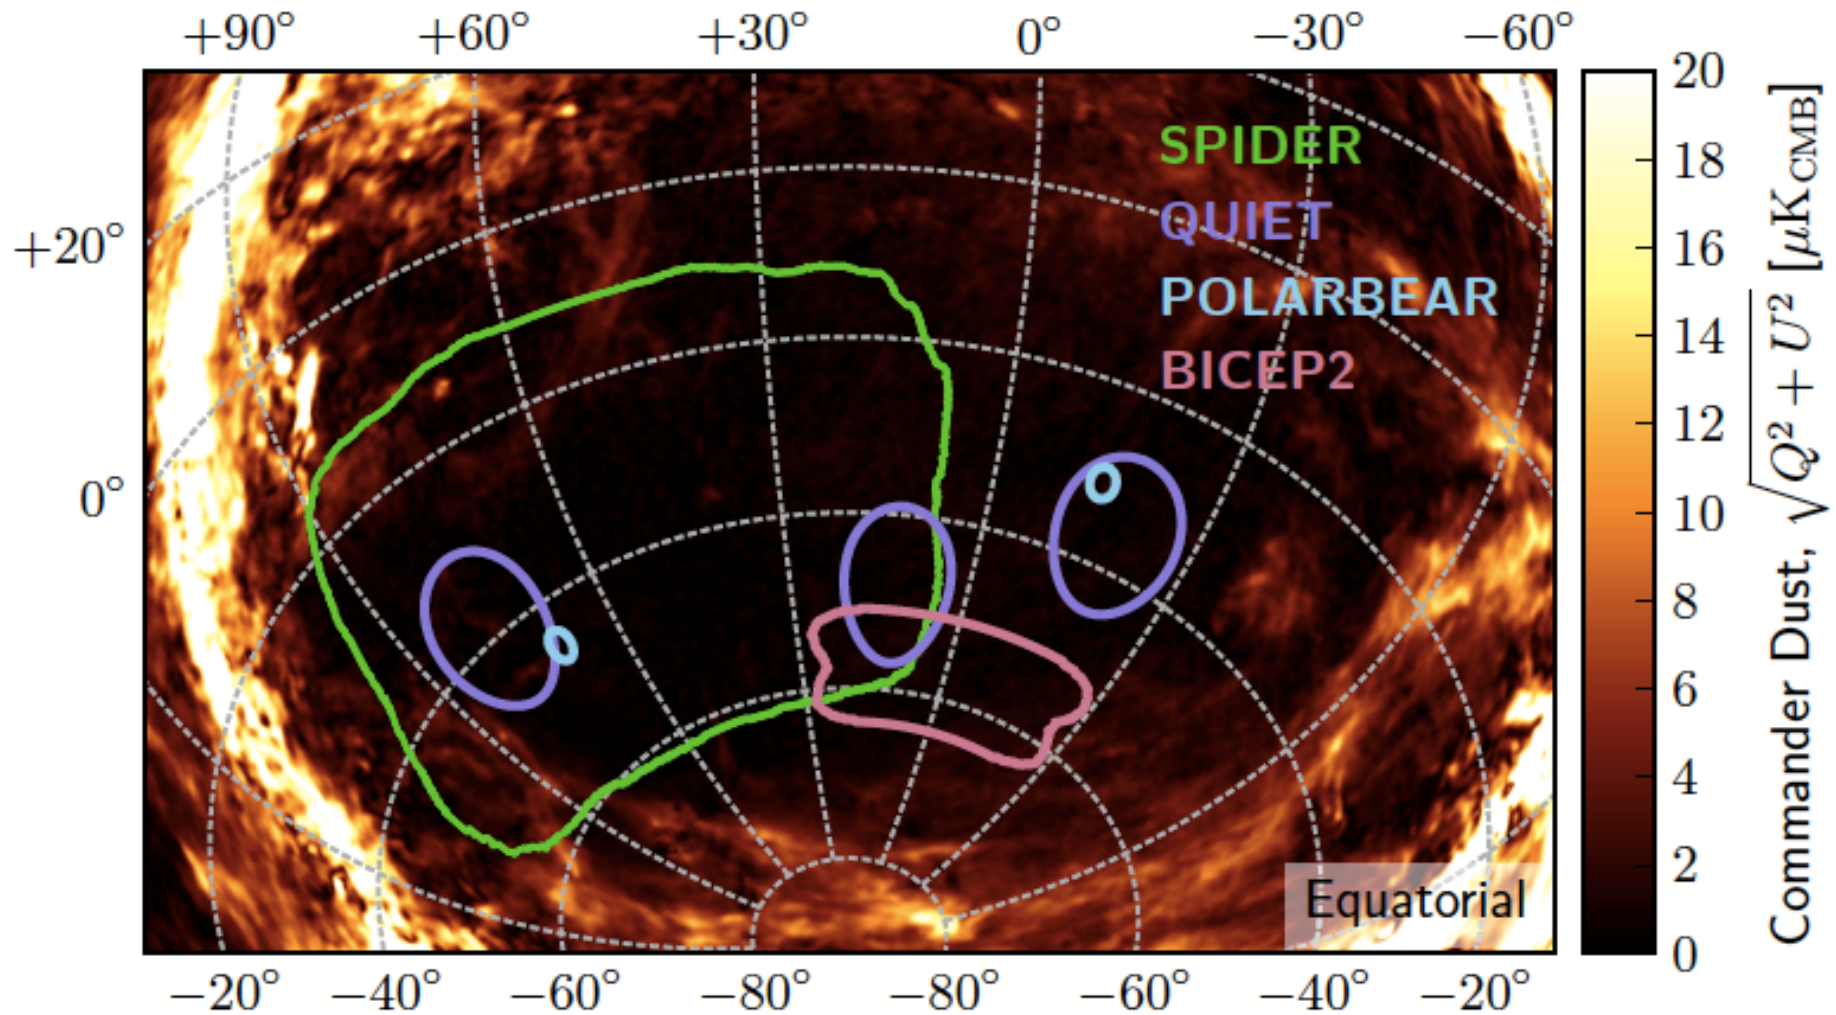 +90° +60° +30° 0° −30° −60°
+20°
0°
SPIDER
QUIET
POLARBEAR
BICEP2
Equatorial
−20° −40° −60° −80° −80° −60° −40° −20°
20
18
16
14
12
10
8
6
4
2
0
Commander Dust, √Q² + U² [μK_CMB]